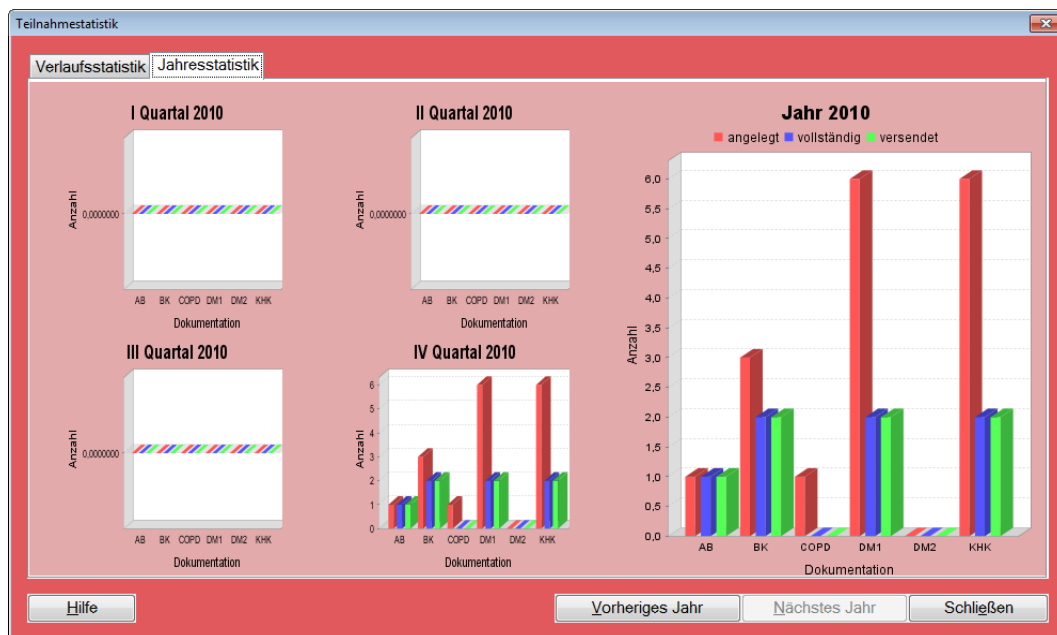 Teilnahmestatistik
Verlaufsstatistik Jahresstatistik
I Quartal 2010
Anzahl
0,0000000
AB BK COPD DM1 DM2 KHK
Dokumentation
II Quartal 2010
Anzahl
0,0000000
AB BK COPD DM1 DM2 KHK
Dokumentation
III Quartal 2010
Anzahl
0,0000000
AB BK COPD DM1 DM2 KHK
Dokumentation
IV Quartal 2010
Anzahl
6
5
4
3
2
1
0
AB BK COPD DM1 DM2 KHK
Dokumentation
Jahr 2010
angelegt vollständig versendet
Anzahl
6,0
5,5
5,0
4,5
4,0
3,5
3,0
2,5
2,0
1,5
1,0
0,5
0,0
AB BK COPD DM1 DM2 KHK
Dokumentation
Hilfe Vorheriges Jahr Nächstes Jahr Schließen